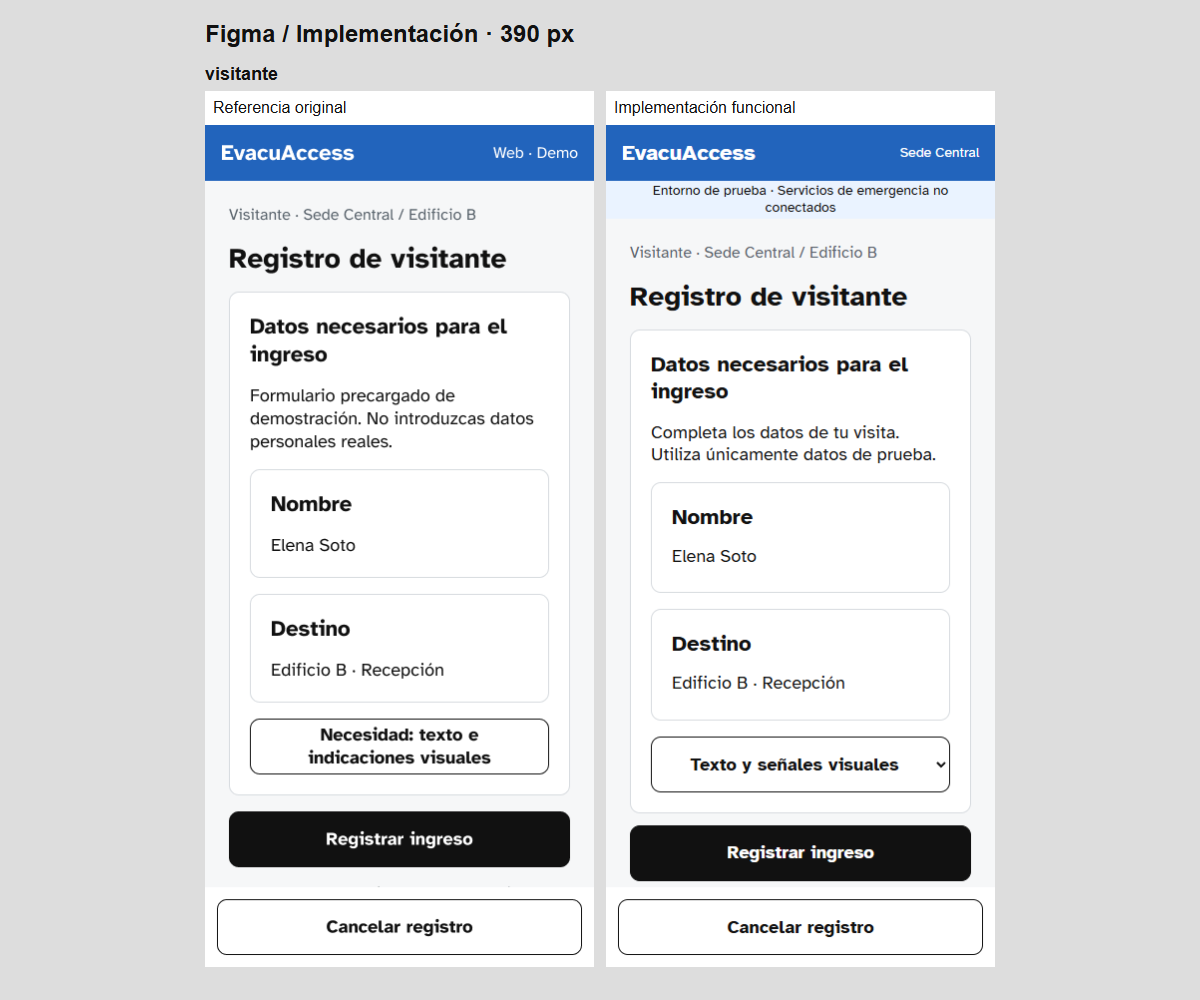 Figma / Implementación · 390 px
visitante
Referencia original
EvacuAccess
Web · Demo
Visitante · Sede Central / Edificio B
Registro de visitante
Datos necesarios para el
ingreso
Formulario precargado de
demostración. No introduzcas datos
personales reales.
Nombre
Elena Soto
Destino
Edificio B · Recepción
Necesidad: texto e
indicaciones visuales
Registrar ingreso
Cancelar registro
Implementación funcional
EvacuAccess
Sede Central
Entorno de prueba · Servicios de emergencia no
conectados
Visitante · Sede Central / Edificio B
Registro de visitante
Datos necesarios para el
ingreso
Completa los datos de tu visita.
Utiliza únicamente datos de prueba.
Nombre
Elena Soto
Destino
Edificio B · Recepción
Texto y señales visuales
Registrar ingreso
Cancelar registro